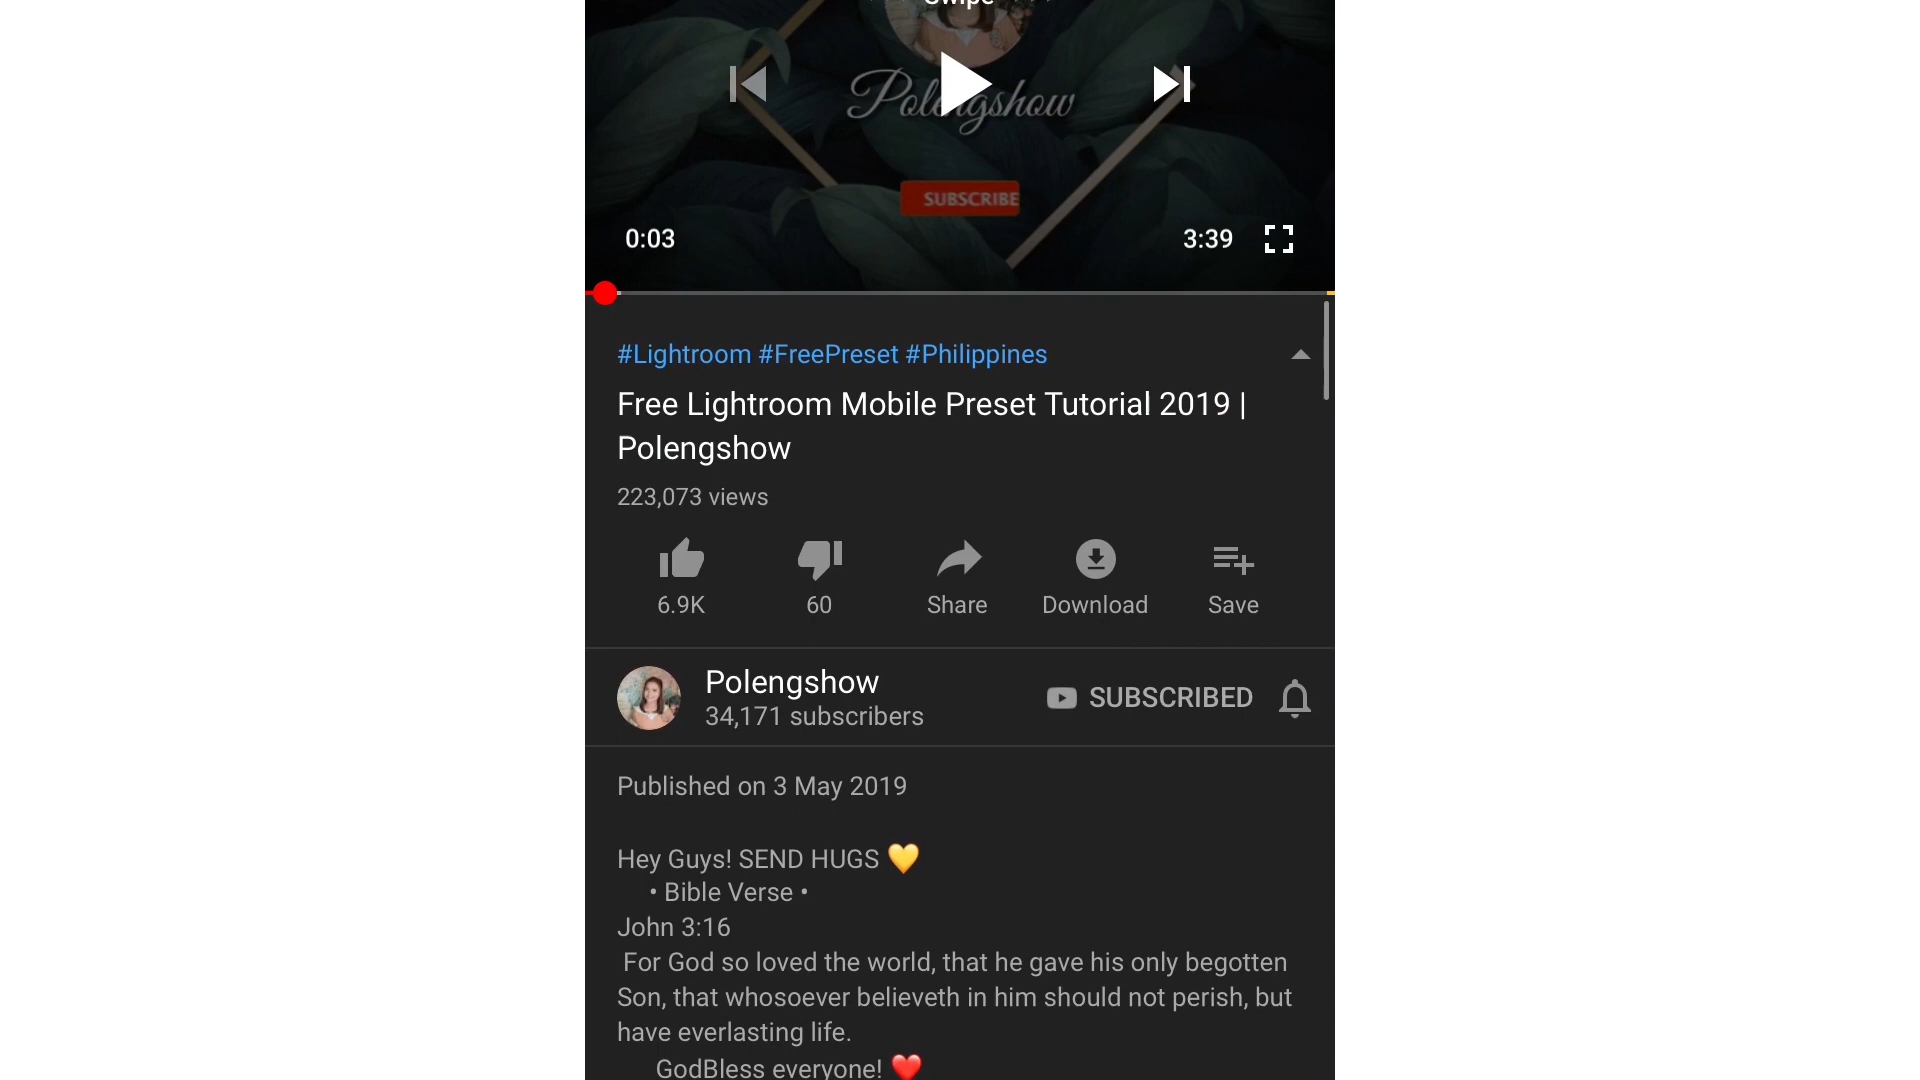 Swipe
Polengshow
SUBSCRIBE
0:03
3:39
#Lightroom #FreePreset #Philippines
Free Lightroom Mobile Preset Tutorial 2019 |
Polengshow
223,073 views
6.9K
60
Share
Download
Save
Polengshow
34,171 subscribers
SUBSCRIBED
Published on 3 May 2019
Hey Guys! SEND HUGS 💛
• Bible Verse •
John 3:16
For God so loved the world, that he gave his only begotten
Son, that whosoever believeth in him should not perish, but
have everlasting life.
GodBless everyone! ❤️